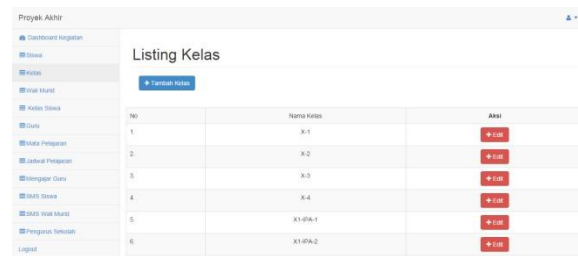 Proyek Akhir
Dashboard Kegiatan
Siswa
Kelas
Wali Murid
Kelas Siswa
Guru
Mata Pelajaran
Jadwal Pelajaran
Mengajar Guru
SMS Siswa
SMS Wali Murid
Pengurus Sekolah
Logout
Listing Kelas
+ Tambah Kelas
No Nama Kelas Aksi
1. X-1 + Edit
2. X-2 + Edit
3. X-3 + Edit
4. X-4 + Edit
5. X1-IPA-1 + Edit
6. X1-IPA-2 + Edit